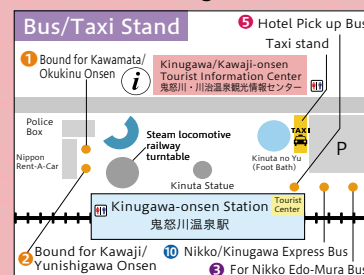 Bus/Taxi Stand
5 Hotel Pick up Bus
Taxi stand
1 Bound for Kawamata/
Okukinu Onsen
i
Kinugawa/Kawaji-onsen
Tourist Information Center
鬼怒川・川治温泉観光情報センター
Police
Box
Steam locomotive
railway
turntable
TAXI
Nippon
Rent-A-Car
Kinuta no Yu
(Foot Bath)
P
Kinuta Statue
Kinugawa-onsen Station
鬼怒川温泉駅
Tourist
Center
2 Bound for Kawaji/
Yunishigawa Onsen
10 Nikko/Kinugawa Express Bus
3 For Nikko Edo-Mura Bu